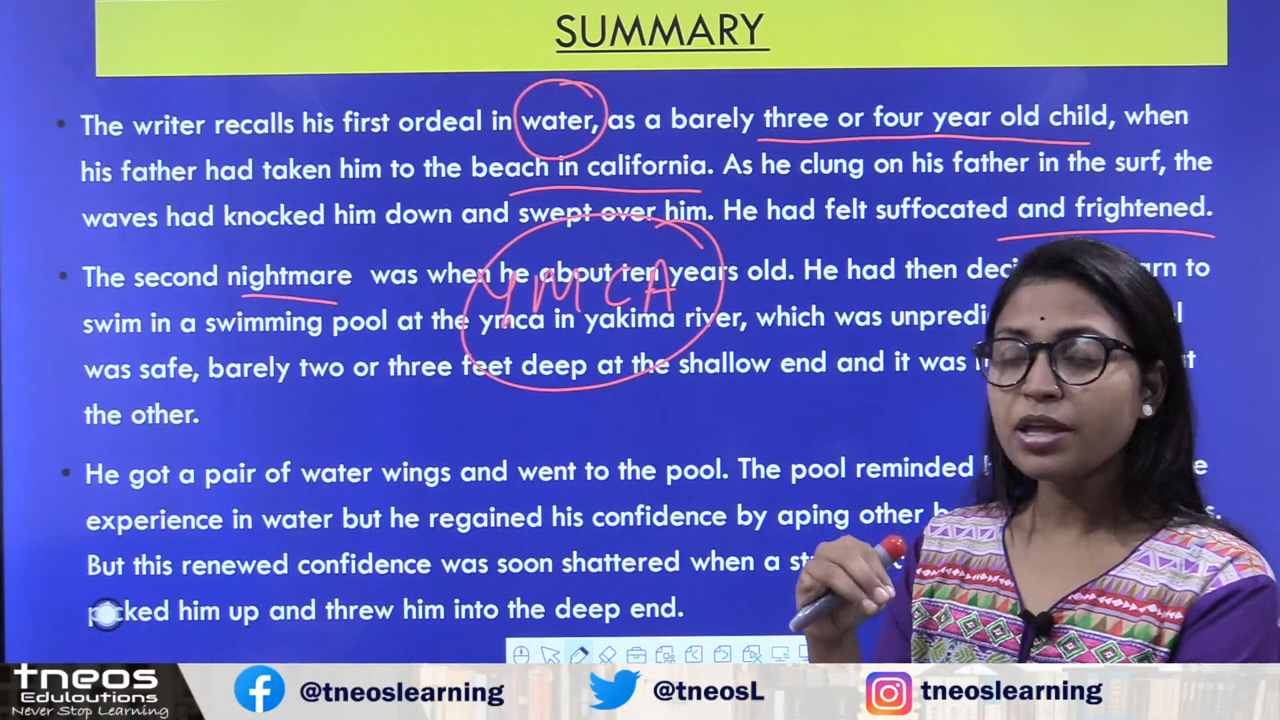 SUMMARY
• The writer recalls his first ordeal in water, as a barely three or four year old child, when
his father had taken him to the beach in california. As he clung on his father in the surf, the
waves had knocked him down and swept over him. He had felt suffocated and frightened.
• The second nightmare was when he about ten years old. He had then to
YMCA
swim in a swimming pool at the ymca in yakima river, which was
was safe, barely two or three feet deep at the shallow end and it was
the other.
• He got a pair of water wings and went to the pool. The pool reminded
experience in water but he regained his confidence by aping other
But this renewed confidence was soon shattered when a
picked him up and threw him into the deep end.
tneos
Edulautions
Never Stop Learning
@tneoslearning
@tneosL
tneoslearning